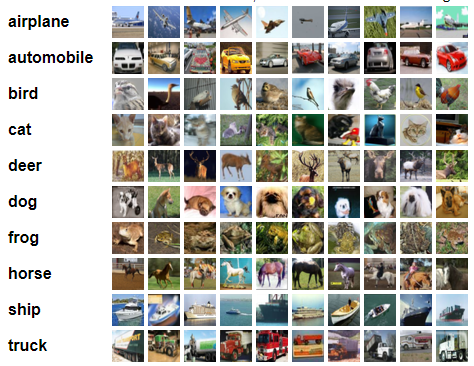 airplane
automobile
bird
cat
deer
dog
frog
horse
ship
truck